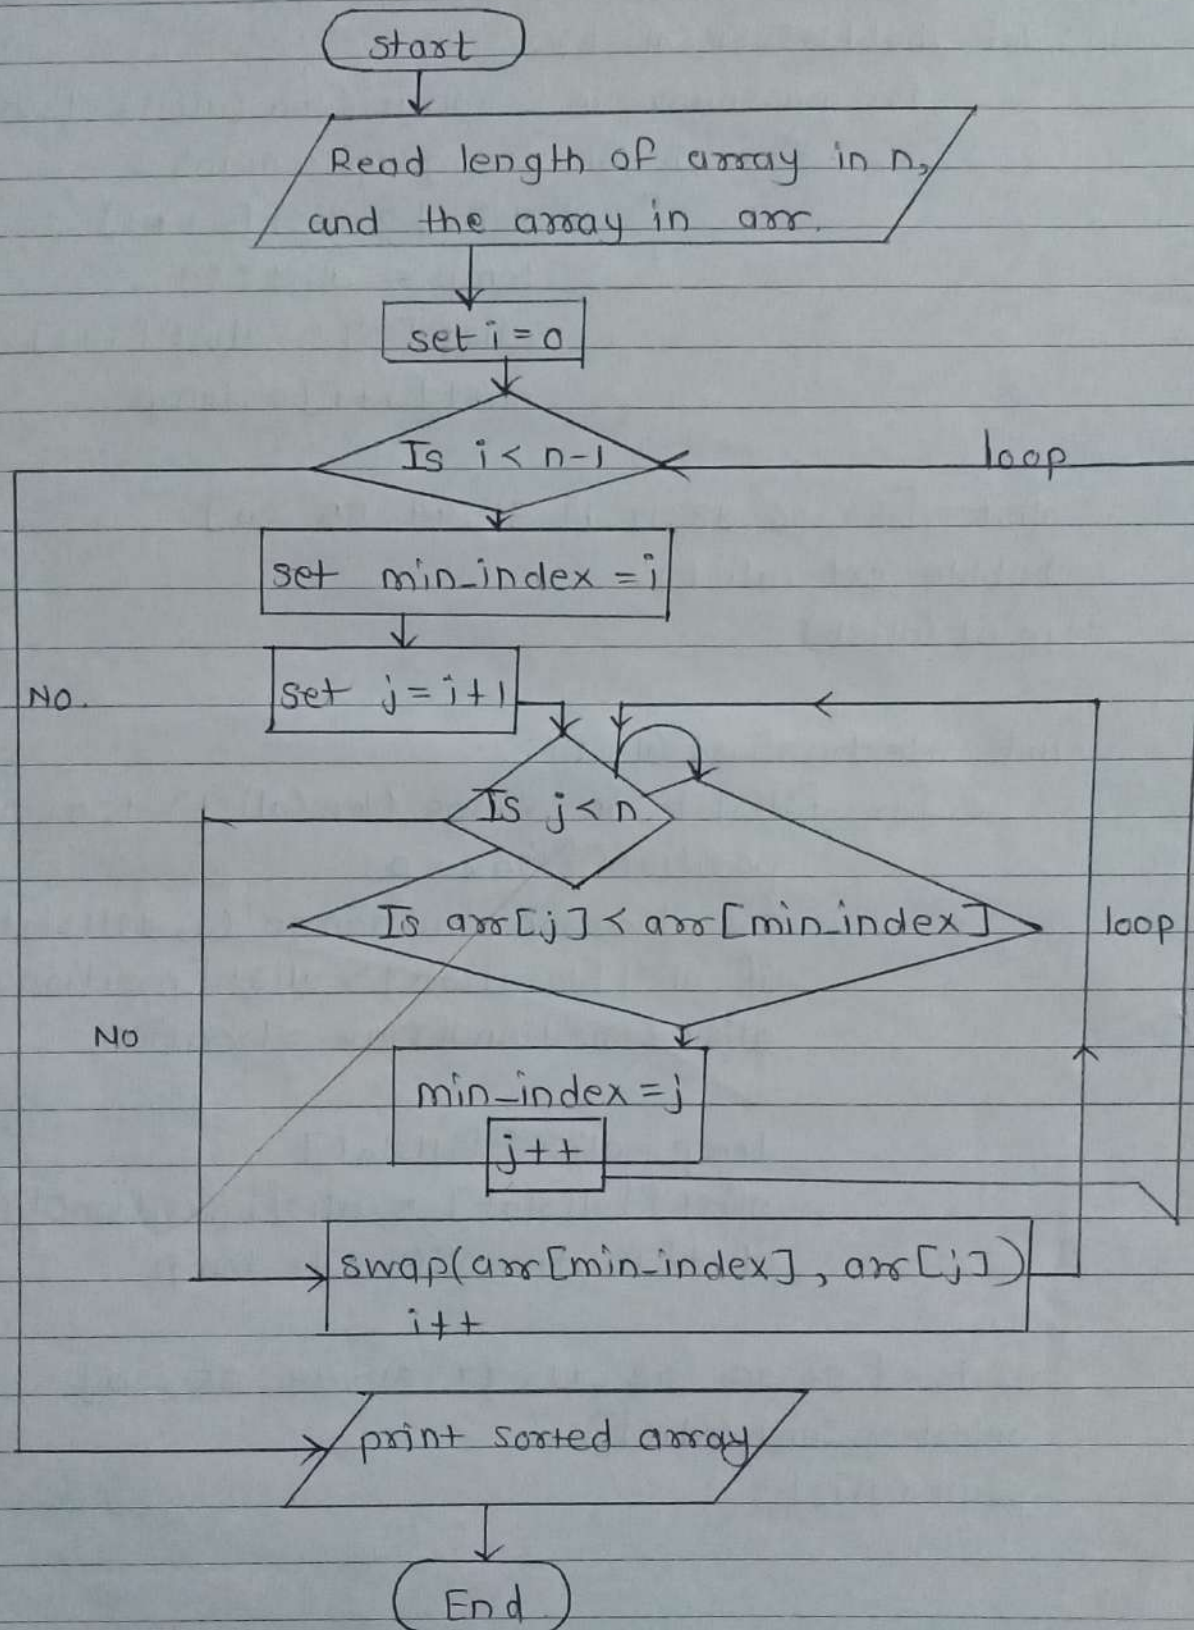 start
Read length of array in n,
and the array in arr.
set i = 0
Is i < n-1
loop
set min_index = i
set j = i+1
NO.
Is j < n
Is arr[j] < arr[min_index]
loop
NO
min_index = j
j++
swap(arr[min_index], arr[j])
i++
print sorted array
End